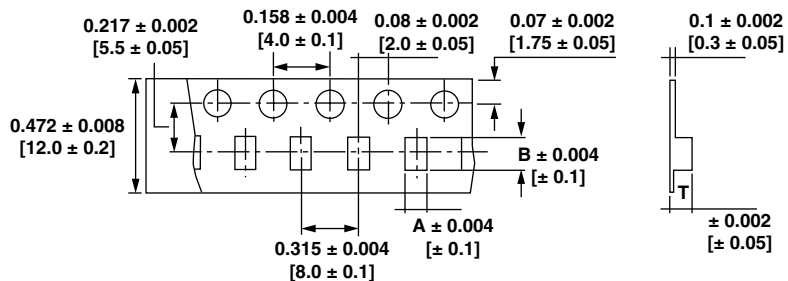 0.217 ± 0.002
[5.5 ± 0.05]
0.158 ± 0.004
[4.0 ± 0.1]
0.08 ± 0.002
[2.0 ± 0.05]
0.07 ± 0.002
[1.75 ± 0.05]
0.1 ± 0.002
[0.3 ± 0.05]
0.472 ± 0.008
[12.0 ± 0.2]
B ± 0.004
[± 0.1]
T
± 0.002
[± 0.05]
A ± 0.004
[± 0.1]
0.315 ± 0.004
[8.0 ± 0.1]